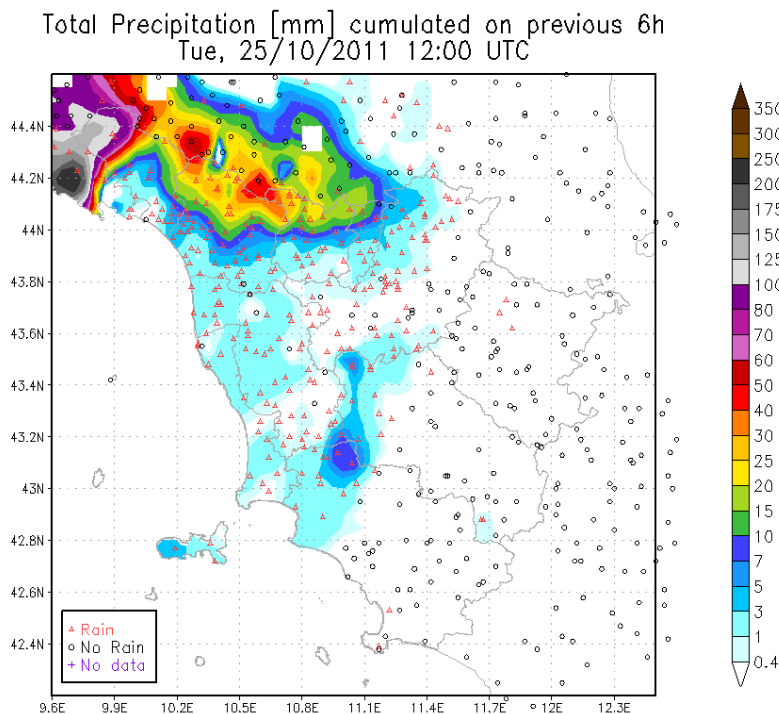 Total Precipitation [mm] cumulated on previous 6h
Tue, 25/10/2011 12:00 UTC
44.4N
44.2N
44N
43.8N
43.6N
43.4N
43.2N
43N
42.8N
42.6N
42.4N
Rain
No Rain
No data
9.6E 9.9E 10.2E 10.5E 10.8E 11.1E 11.4E 11.7E 12E 12.3E
350
300
250
200
175
150
125
100
80
70
60
50
40
30
25
20
15
10
7
5
3
1
0.4